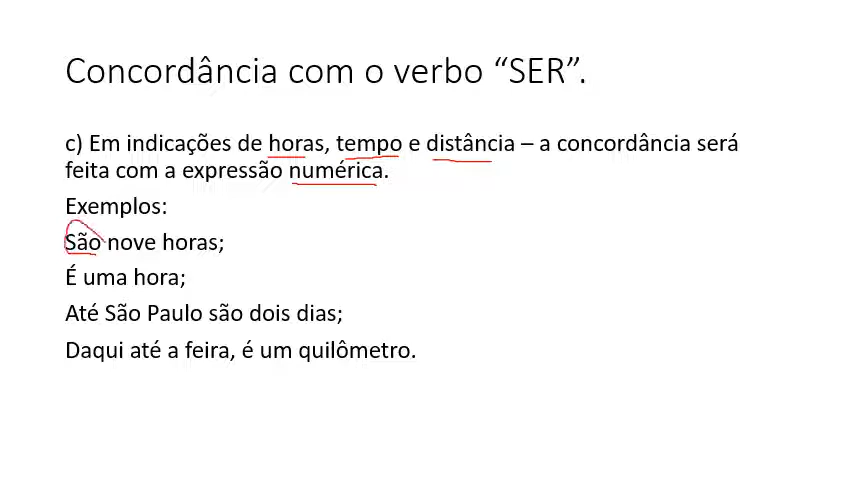 Concordância com o verbo “SER”.
c) Em indicações de horas, tempo e distância – a concordância será
feita com a expressão numérica.
Exemplos:
São nove horas;
É uma hora;
Até São Paulo são dois dias;
Daqui até a feira, é um quilômetro.